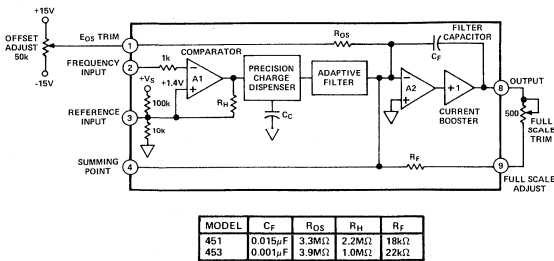 +15V
OFFSET
ADJUST
50k
-15V
EOS TRIM
1
FREQUENCY
INPUT
2
1k
COMPARATOR
A1
+VS
+1.4V
100k
REFERENCE
INPUT
3
10k
RH
PRECISION
CHARGE
DISPENSER
CC
ADAPTIVE
FILTER
ROS
FILTER
CAPACITOR
CF
A2
+1
CURRENT
BOOSTER
8
OUTPUT
500
FULL
SCALE
TRIM
SUMMING
POINT
4
RF
9
FULL SCALE
ADJUST
MODEL CF ROS RH RF
451 0.015μF 3.3MΩ 2.2MΩ 18kΩ
453 0.001μF 3.9MΩ 1.0MΩ 22kΩ